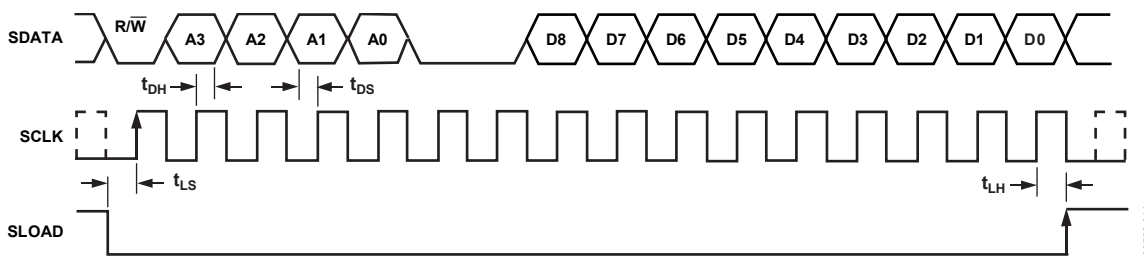 SDATA R/W̅ A3 A2 A1 A0 D8 D7 D6 D5 D4 D3 D2 D1 D0
tDH tDS
SCLK
tLS tLH
SLOAD